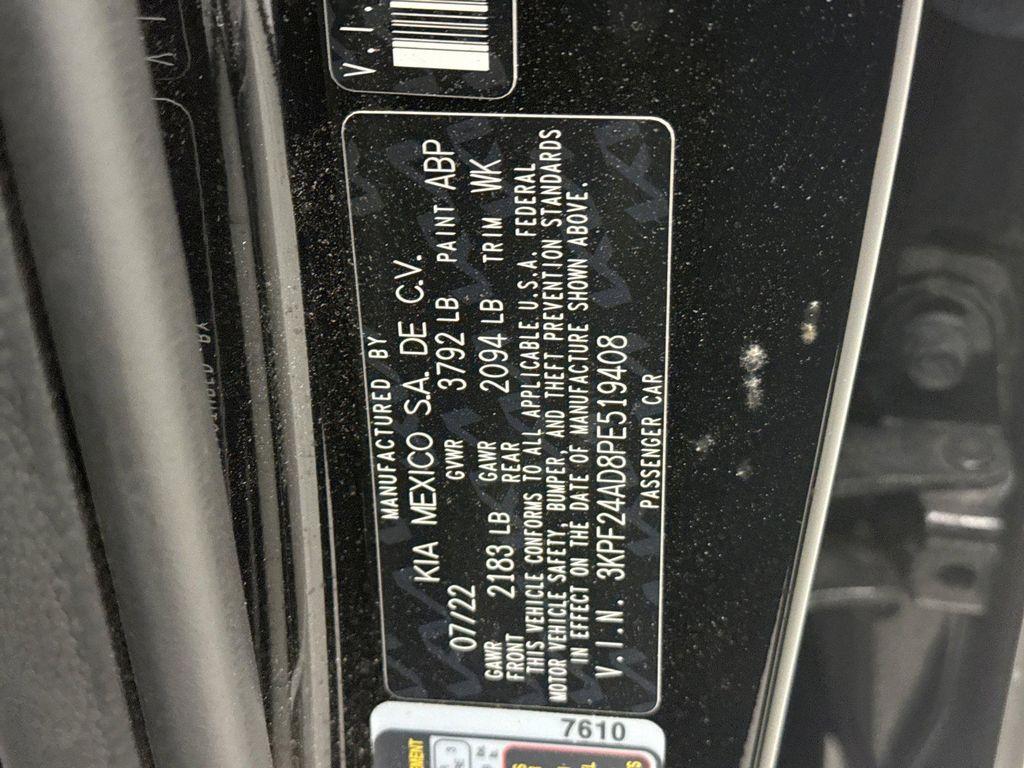 MANUFACTURED BY
KIA MEXICO S.A. DE C.V.
07/22 GVWR 3792 LB PAINT ABP
GAWR FRONT 2183 LB GAWR REAR 2094 LB TRIM WK
THIS VEHICLE CONFORMS TO ALL APPLICABLE U.S.A. FEDERAL
MOTOR VEHICLE SAFETY, BUMPER, AND THEFT PREVENTION STANDARDS
IN EFFECT ON THE DATE OF MANUFACTURE SHOWN ABOVE.
V.I.N. 3KPF24AD8PE519408
PASSENGER CAR
V.I.
7610